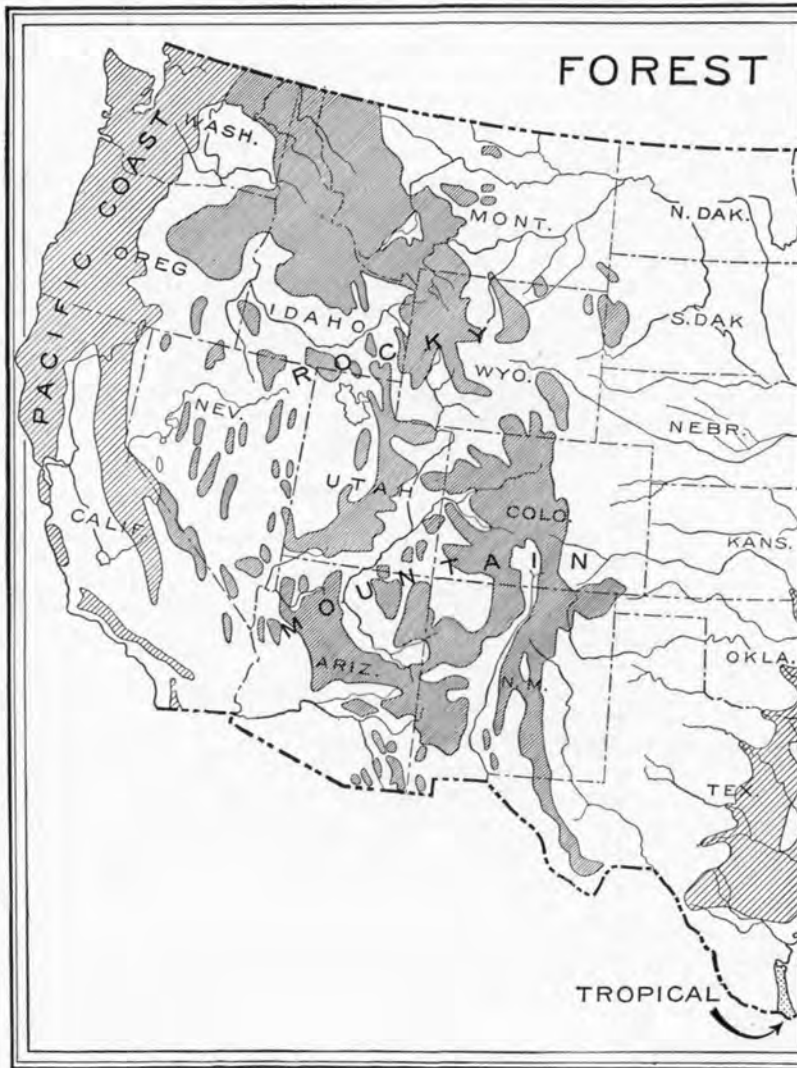 FOREST
WASH.
MONT.
N. DAK.
OREG
IDAHO
S. DAK
WYO.
NEBR.
NEV.
UTAH
COLO.
CALIF.
KANS.
ARIZ.
N. M.
OKLA.
TEX.
PACIFIC COAST
ROCKY
MOUNTAIN
TROPICAL